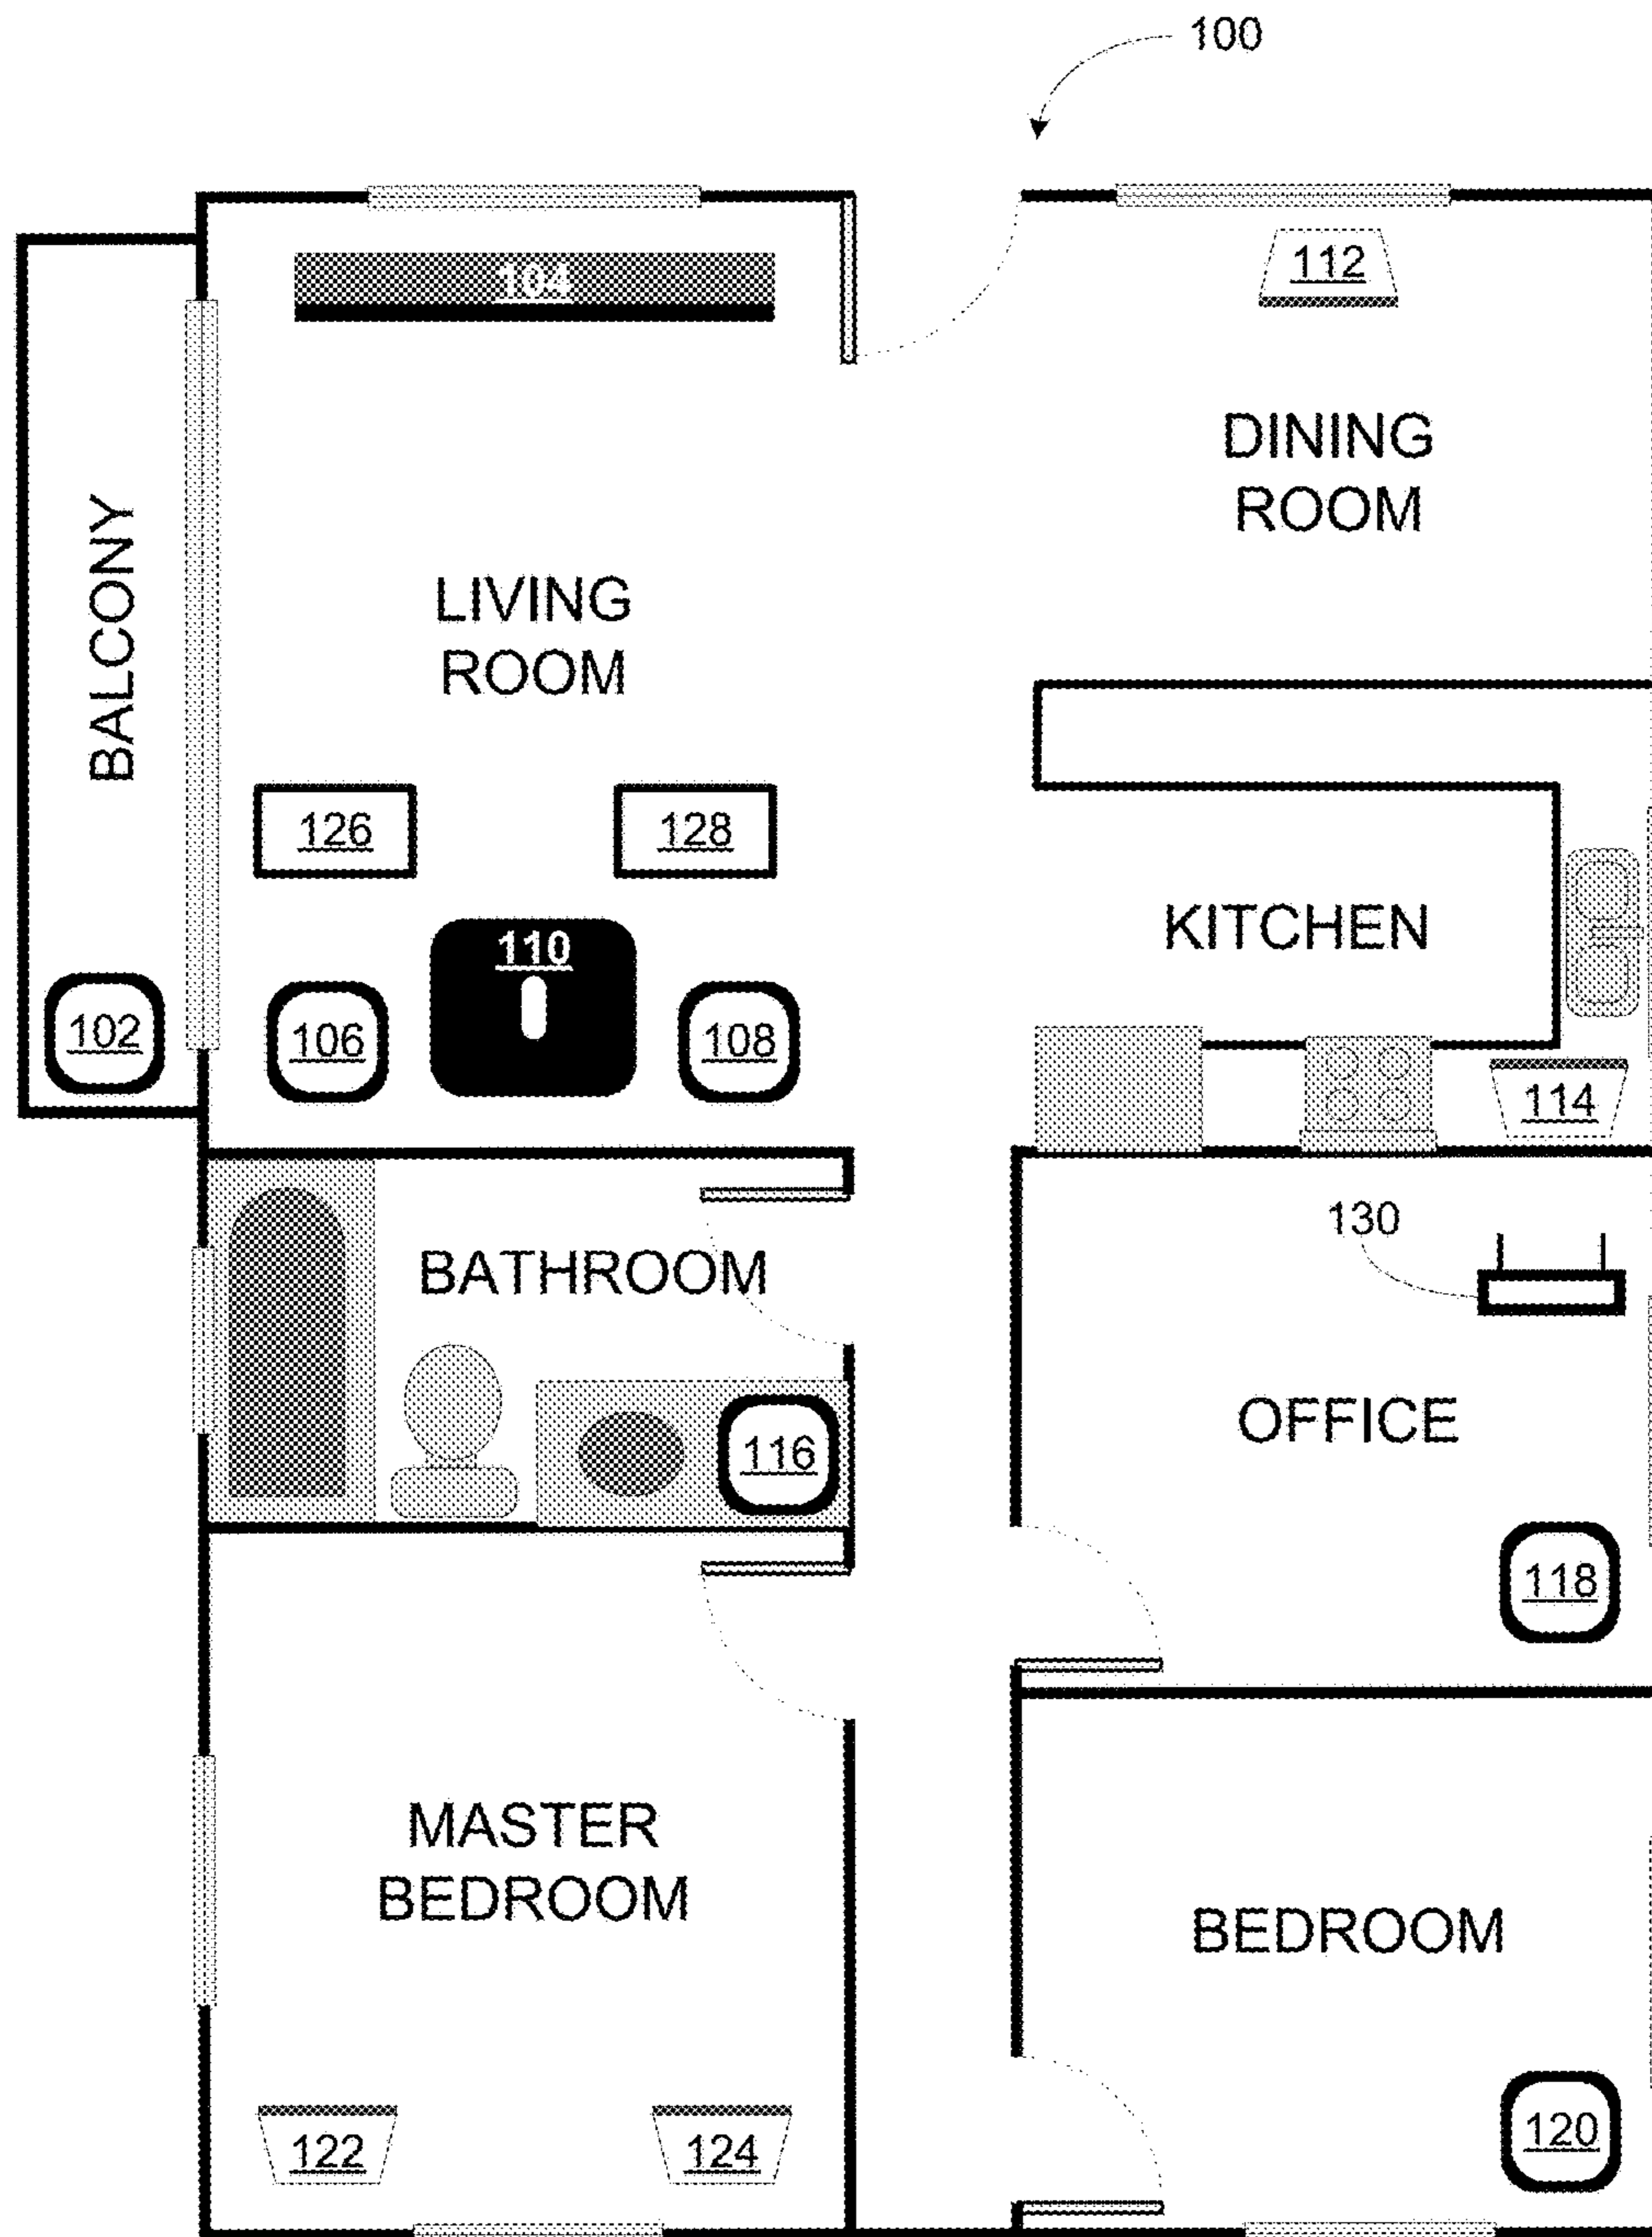 100
104
112
DINING
ROOM
BALCONY
LIVING
ROOM
126
128
KITCHEN
110
102
106
108
114
130
BATHROOM
OFFICE
116
118
MASTER
BEDROOM
BEDROOM
122
124
120